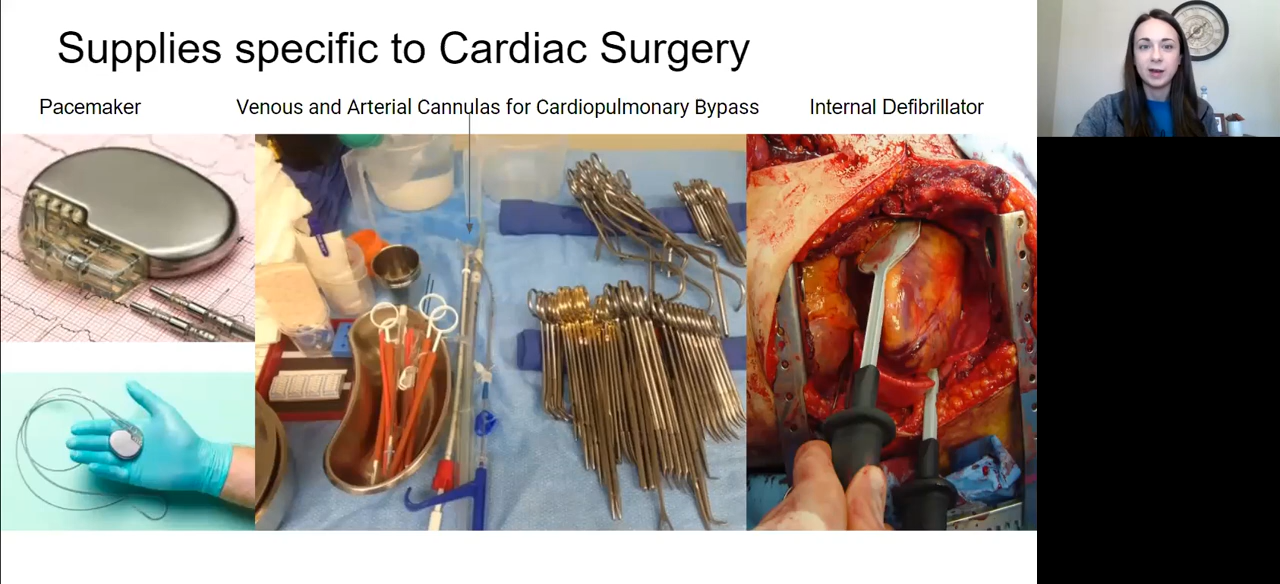 Supplies specific to Cardiac Surgery
Pacemaker
Venous and Arterial Cannulas for Cardiopulmonary Bypass
Internal Defibrillator